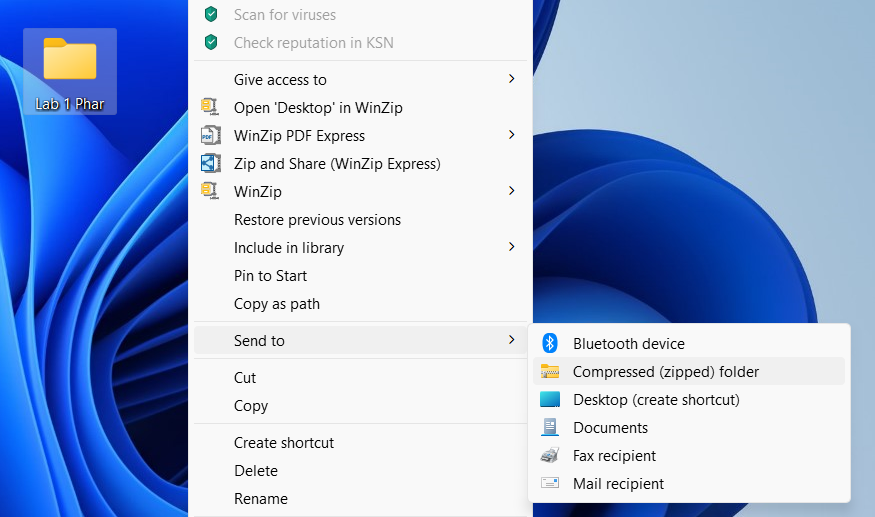 Lab 1 Phar
Scan for viruses
Check reputation in KSN
Give access to
Open 'Desktop' in WinZip
WinZip PDF Express
Zip and Share (WinZip Express)
WinZip
Restore previous versions
Include in library
Pin to Start
Copy as path
Send to
Cut
Copy
Create shortcut
Delete
Rename
Bluetooth device
Compressed (zipped) folder
Desktop (create shortcut)
Documents
Fax recipient
Mail recipient